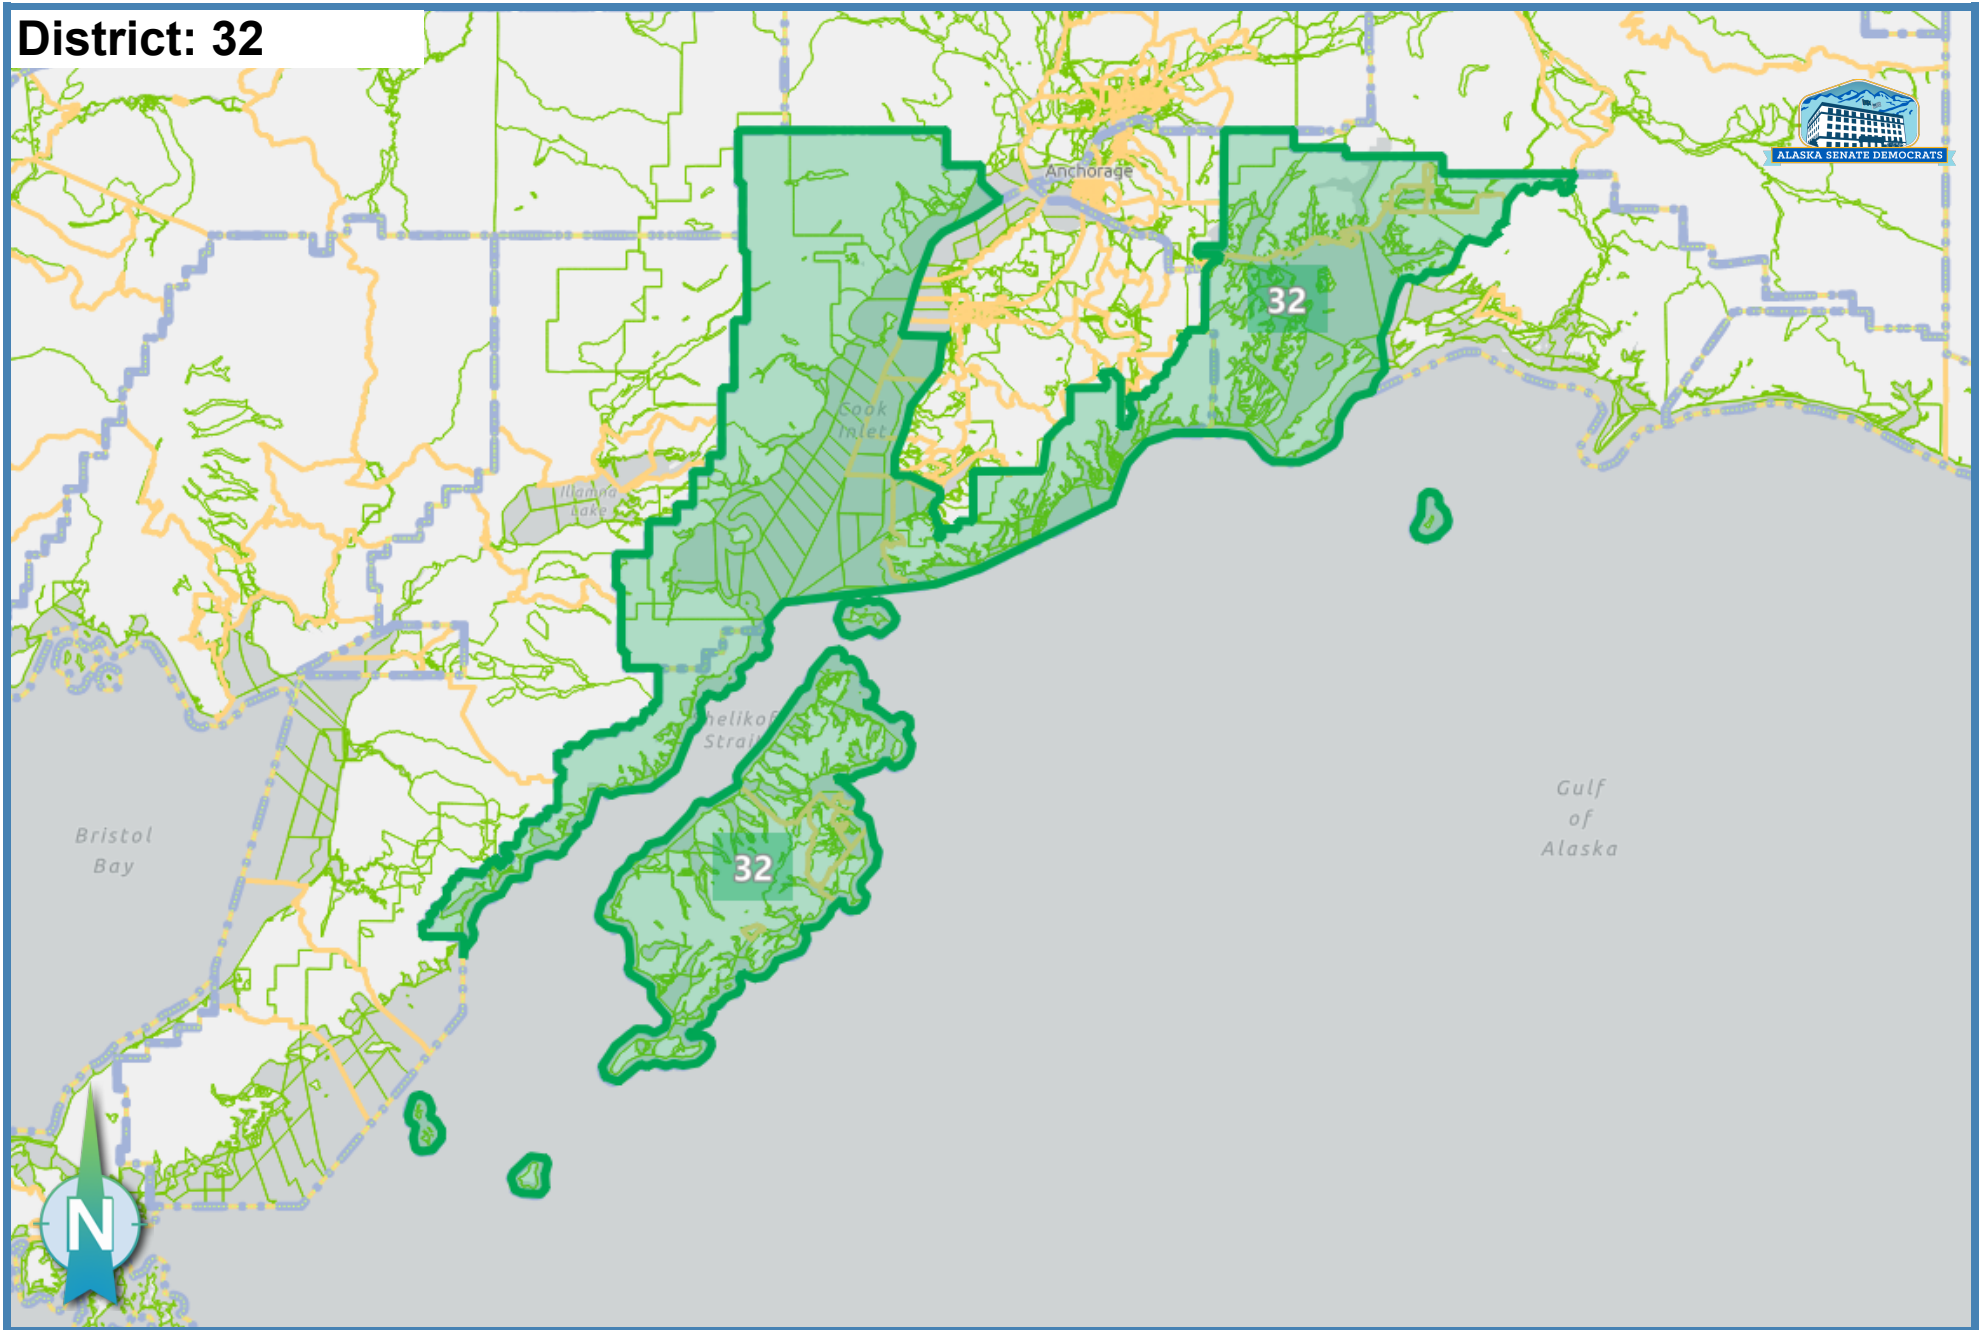 District: 32
ALASKA SENATE DEMOCRATS
Anchorage
32
Cook
Inlet
Iliamna
Lake
helikof
Strait
Gulf
of
Alaska
Bristol
Bay
32
N